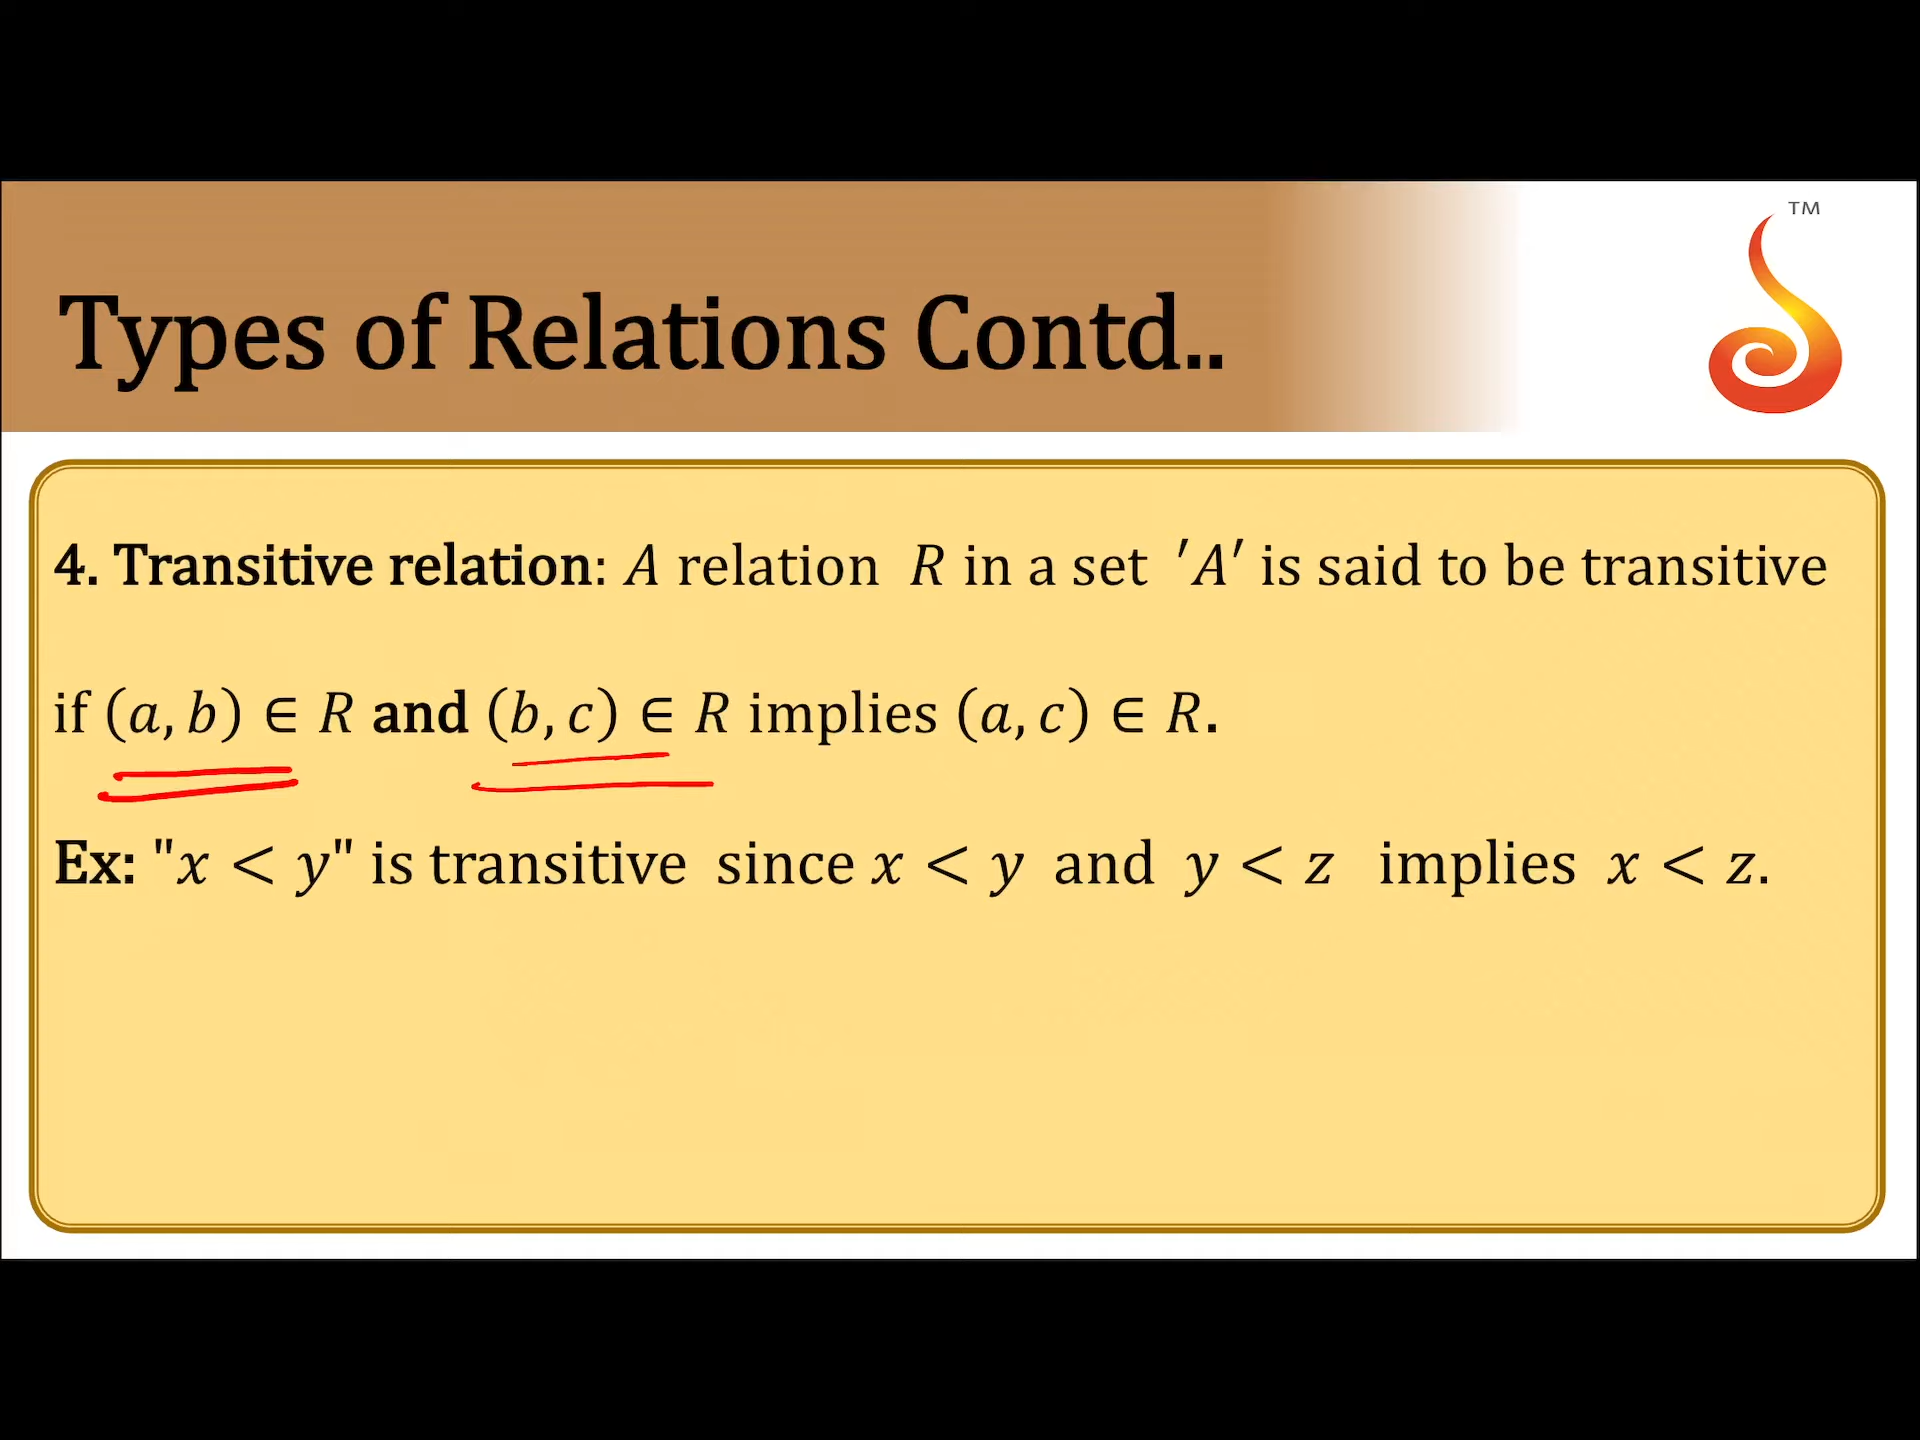 TM
Types of Relations Contd..
4. Transitive relation: A relation R in a set ′A′ is said to be transitive
if (a, b) ∈ R and (b, c) ∈ R implies (a, c) ∈ R.
Ex: "x < y" is transitive since x < y and y < z implies x < z.